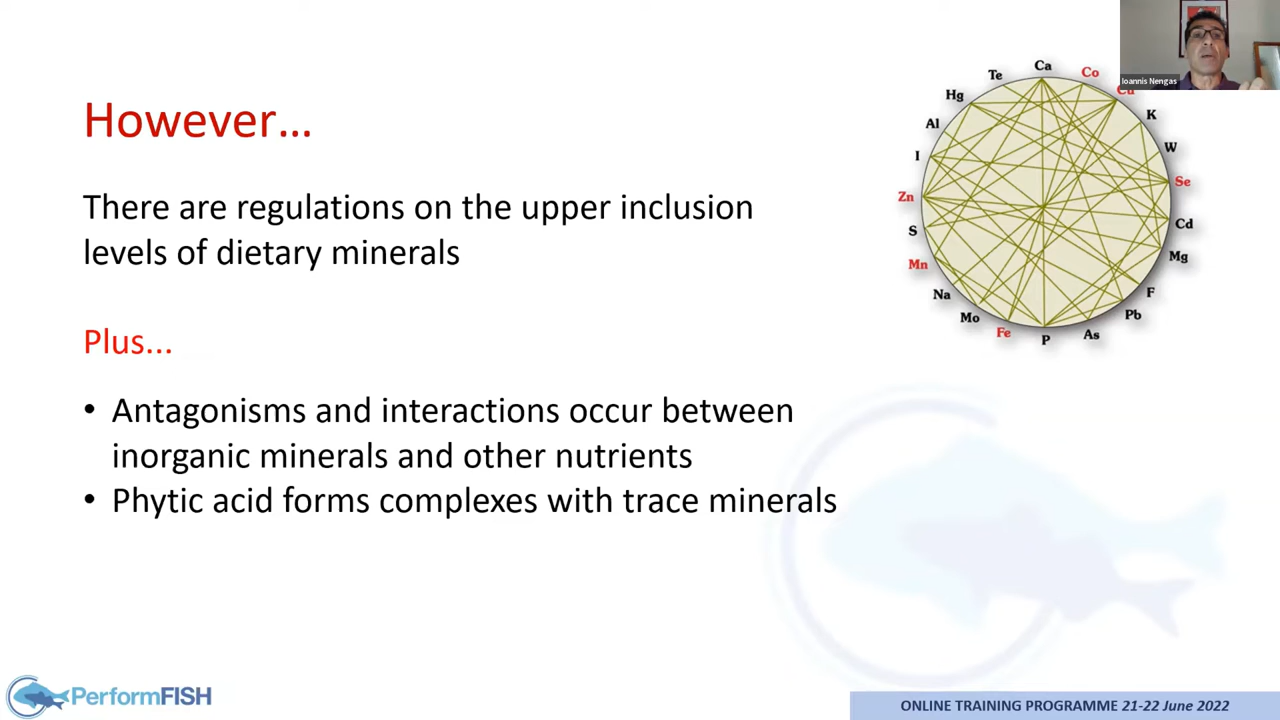 However…
There are regulations on the upper inclusion
levels of dietary minerals
Plus...
• Antagonisms and interactions occur between
inorganic minerals and other nutrients
• Phytic acid forms complexes with trace minerals
Ca
Co
Cu
K
W
Se
Cd
Mg
F
Pb
As
P
Fe
Mo
Na
Mn
S
Zn
I
Al
Hg
Te
Ioannis Nengas
PerformFISH
ONLINE TRAINING PROGRAMME 21-22 June 2022